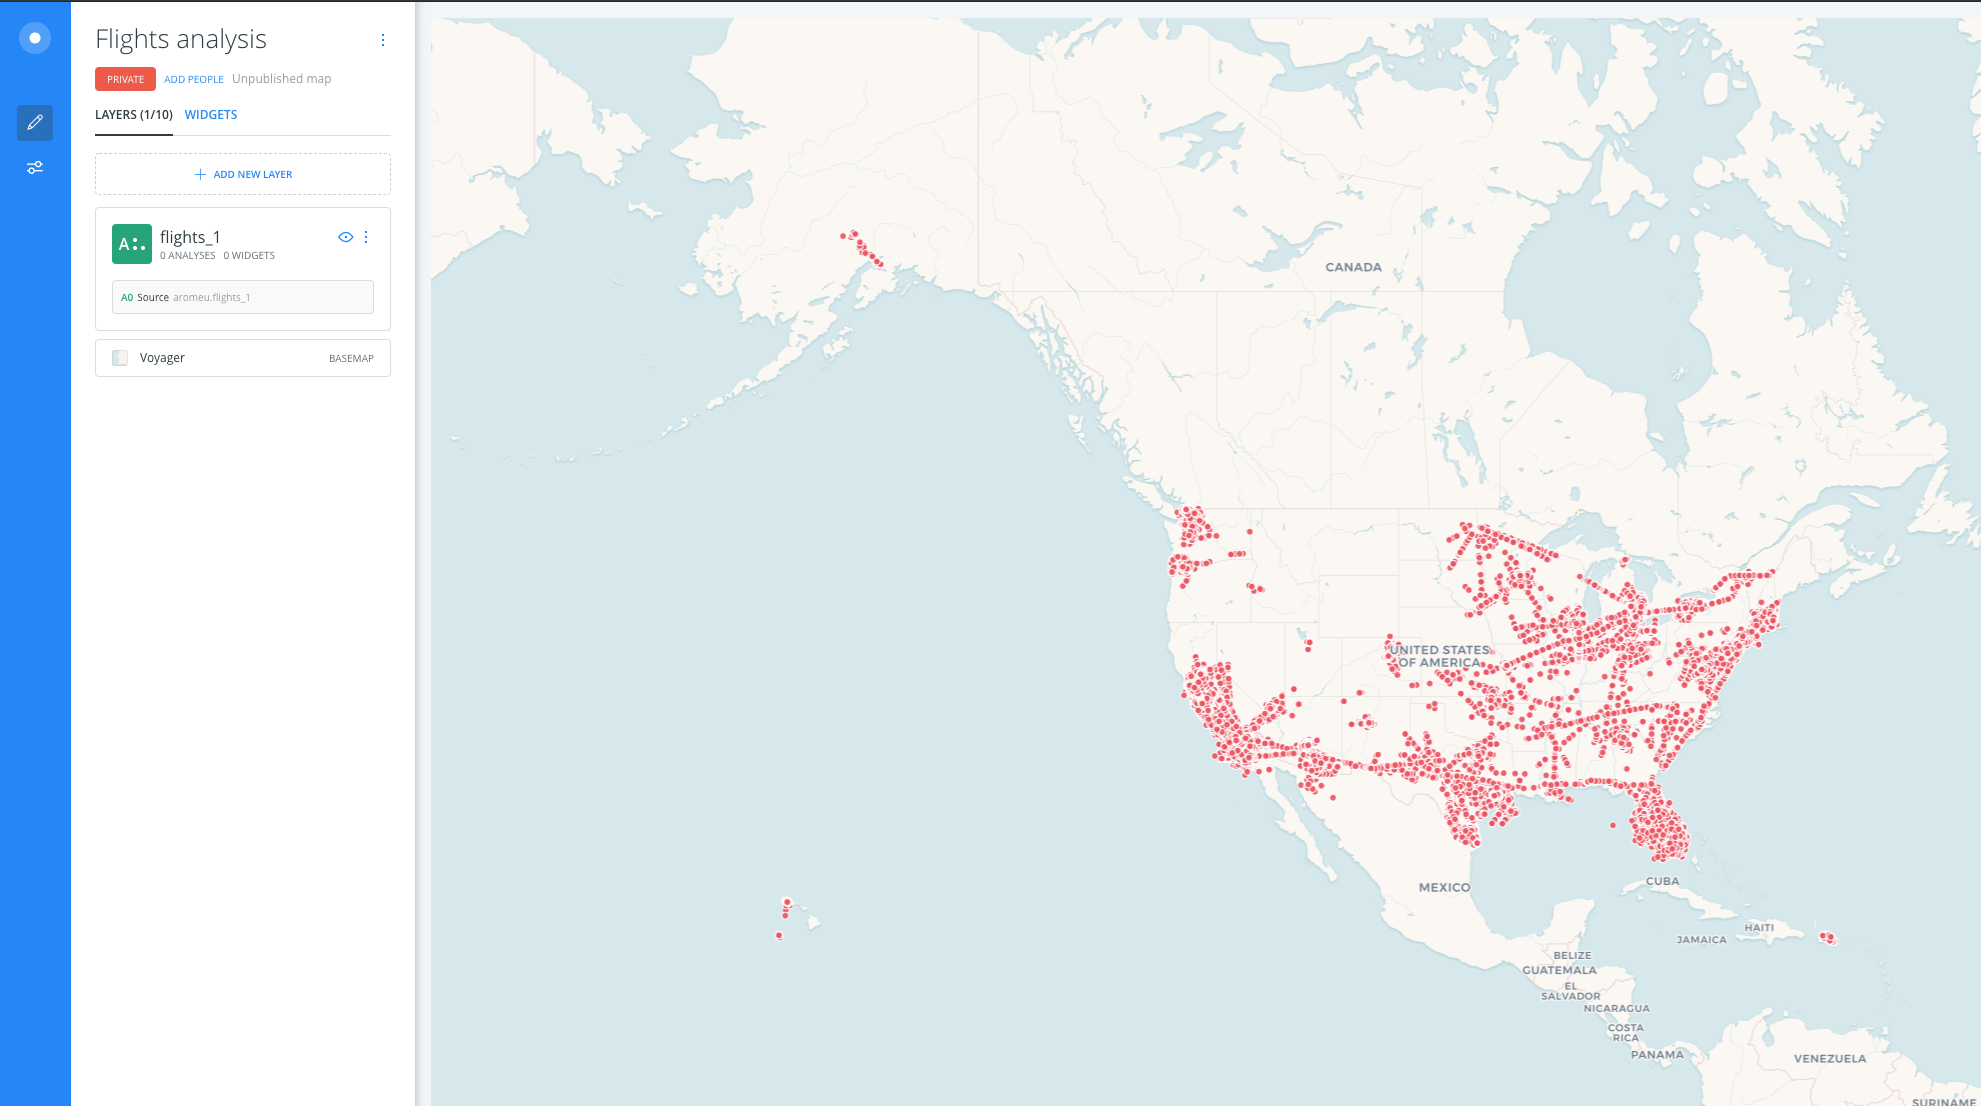 Flights analysis
PRIVATE ADD PEOPLE Unpublished map
LAYERS (1/10) WIDGETS
ADD NEW LAYER
A
flights_1
0 ANALYSES 0 WIDGETS
A0 Source aromeu.flights_1
Voyager BASEMAP
CANADA
UNITED STATES
OF AMERICA
MEXICO
CUBA
HAITI
JAMAICA
BELIZE
GUATEMALA
EL
SALVADOR
NICARAGUA
COSTA
RICA
PANAMA
VENEZUELA
SURINAME